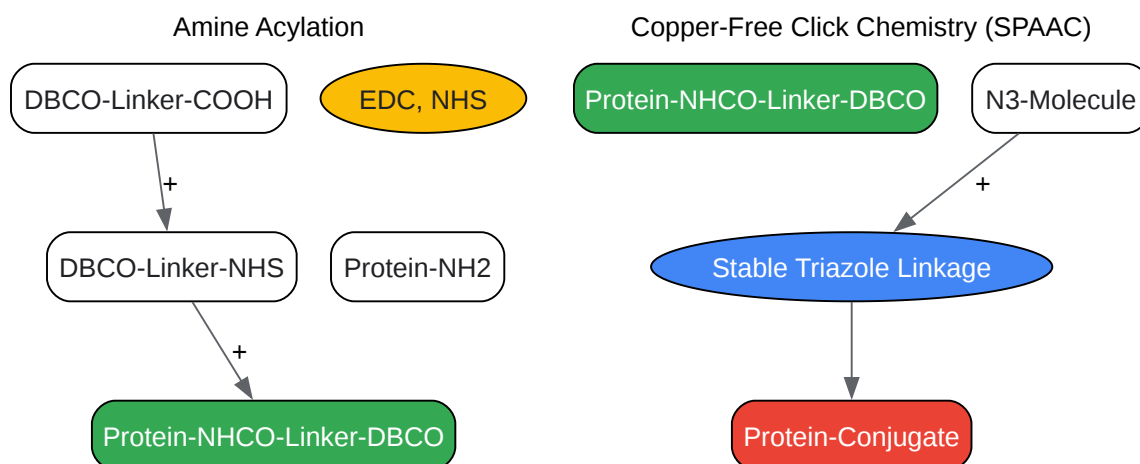 Amine Acylation
Copper-Free Click Chemistry (SPAAC)
DBCO-Linker-COOH
EDC, NHS
Protein-NHCO-Linker-DBCO
N3-Molecule
+
+
DBCO-Linker-NHS
Protein-NH2
Stable Triazole Linkage
+
Protein-NHCO-Linker-DBCO
Protein-Conjugate